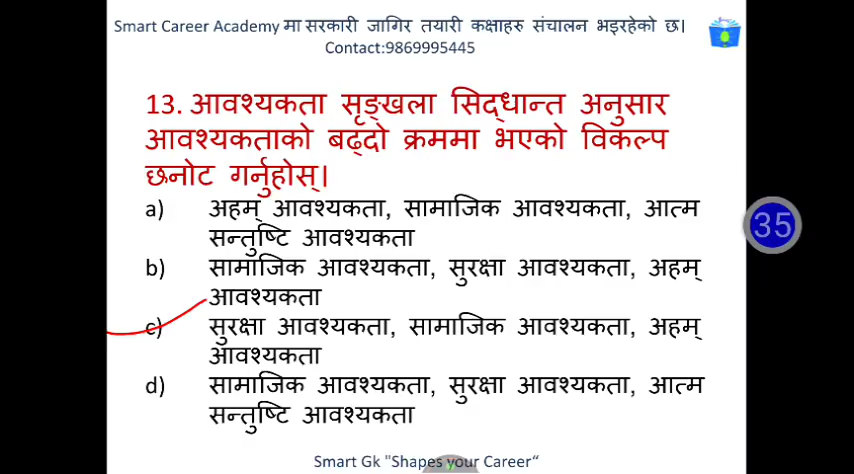 Smart Career Academy मा सरकारी जागिर तयारी कक्षाहरु संचालन भइरहेको छ।
Contact:9869995445
13. आवश्यकता सृङ्खला सिद्धान्त अनुसार
आवश्यकताको बढ्दो क्रममा भएको विकल्प
छनोट गर्नुहोस्।
a) अहम् आवश्यकता, सामाजिक आवश्यकता, आत्म
सन्तुष्टि आवश्यकता
b) सामाजिक आवश्यकता, सुरक्षा आवश्यकता, अहम्
आवश्यकता
c) सुरक्षा आवश्यकता, सामाजिक आवश्यकता, अहम्
आवश्यकता
d) सामाजिक आवश्यकता, सुरक्षा आवश्यकता, आत्म
सन्तुष्टि आवश्यकता
35
Smart Gk "Shapes your Career“